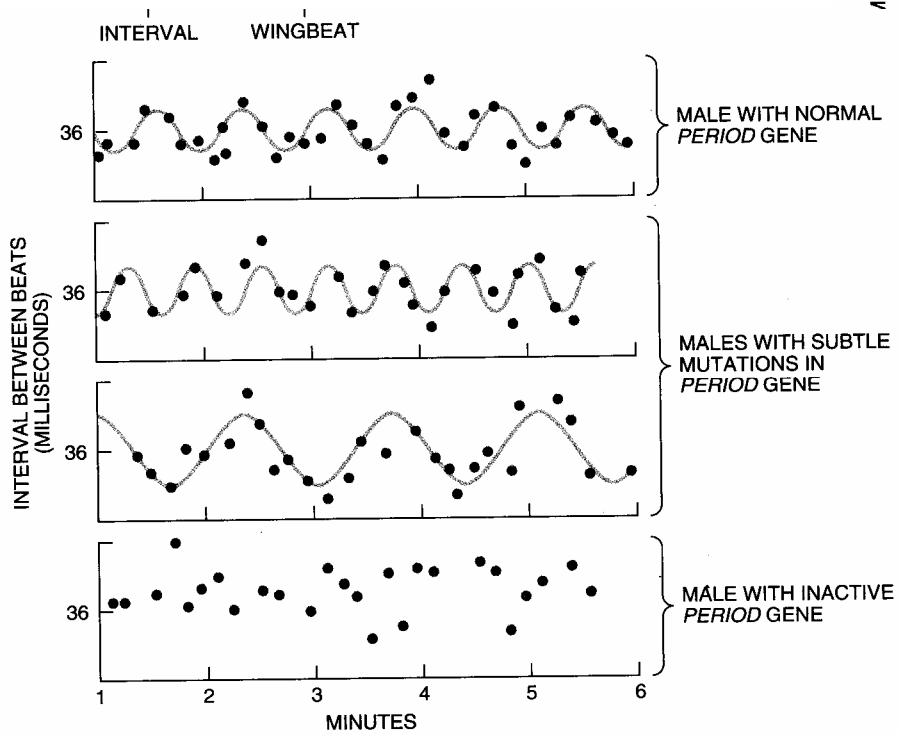 INTERVAL WINGBEAT
36
MALE WITH NORMAL
PERIOD GENE
36
MALES WITH SUBTLE
MUTATIONS IN
PERIOD GENE
INTERVAL BETWEEN BEATS
(MILLISECONDS)
36
36
MALE WITH INACTIVE
PERIOD GENE
1 2 3 4 5 6
MINUTES